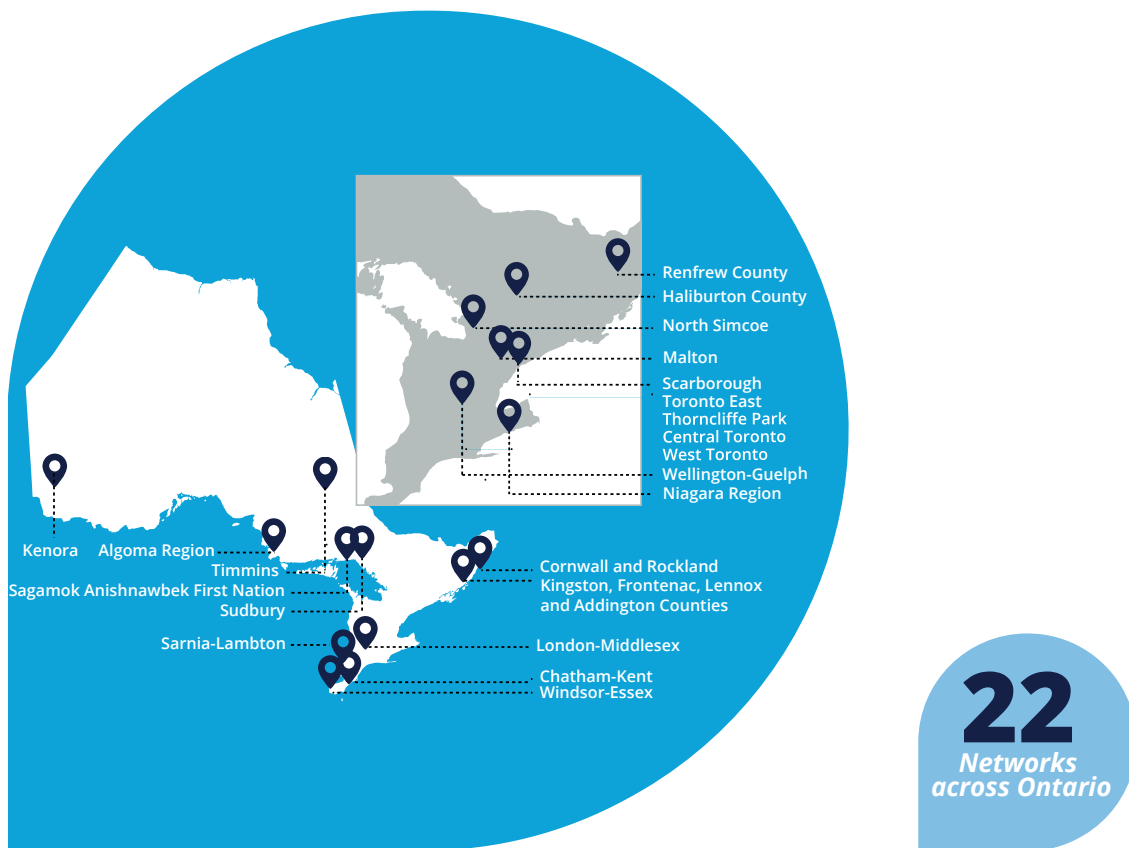 Renfrew County
Haliburton County
North Simcoe
Malton
Scarborough
Toronto East
Thorncliffe Park
Central Toronto
West Toronto
Wellington-Guelph
Niagara Region
Kenora
Algoma Region
Timmins
Sagamok Anishnawbek First Nation
Sudbury
Sarnia-Lambton
Cornwall and Rockland
Kingston, Frontenac, Lennox
and Addington Counties
London-Middlesex
Chatham-Kent
Windsor-Essex
22
Networks
across Ontario